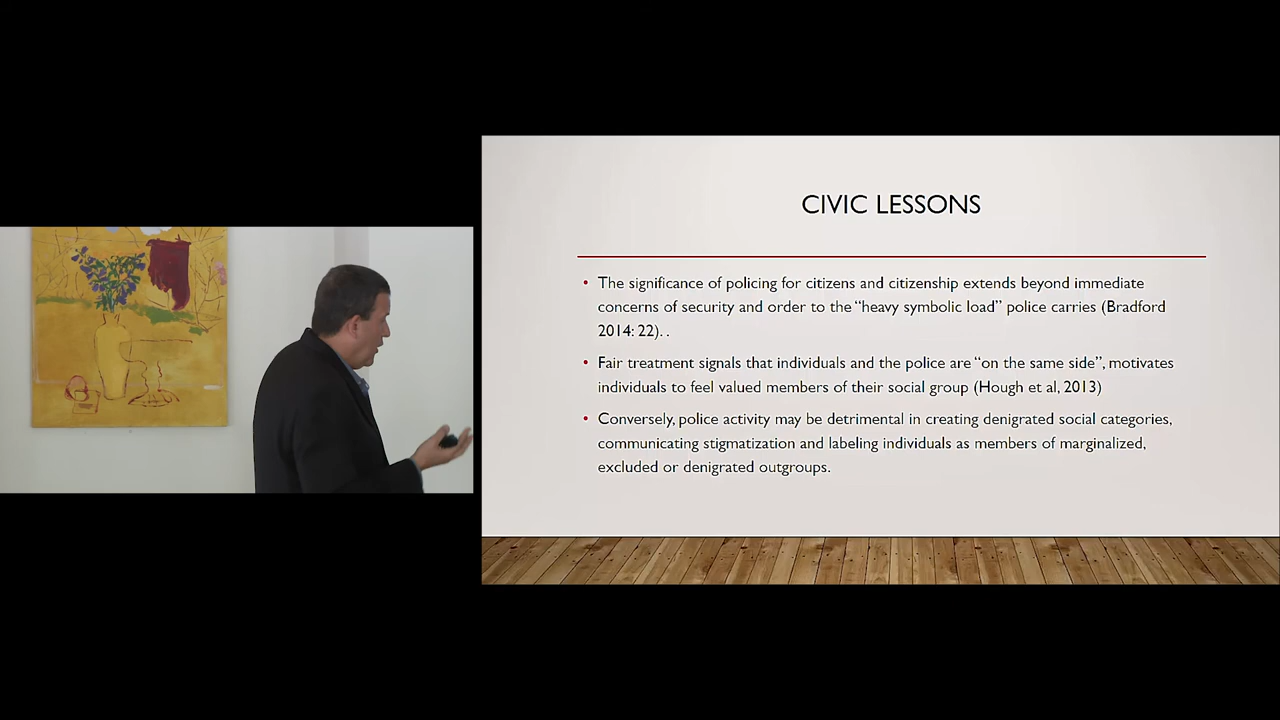 CIVIC LESSONS
• The significance of policing for citizens and citizenship extends beyond immediate
concerns of security and order to the “heavy symbolic load” police carries (Bradford
2014: 22). .
• Fair treatment signals that individuals and the police are “on the same side”, motivates
individuals to feel valued members of their social group (Hough et al, 2013)
• Conversely, police activity may be detrimental in creating denigrated social categories,
communicating stigmatization and labeling individuals as members of marginalized,
excluded or denigrated outgroups.